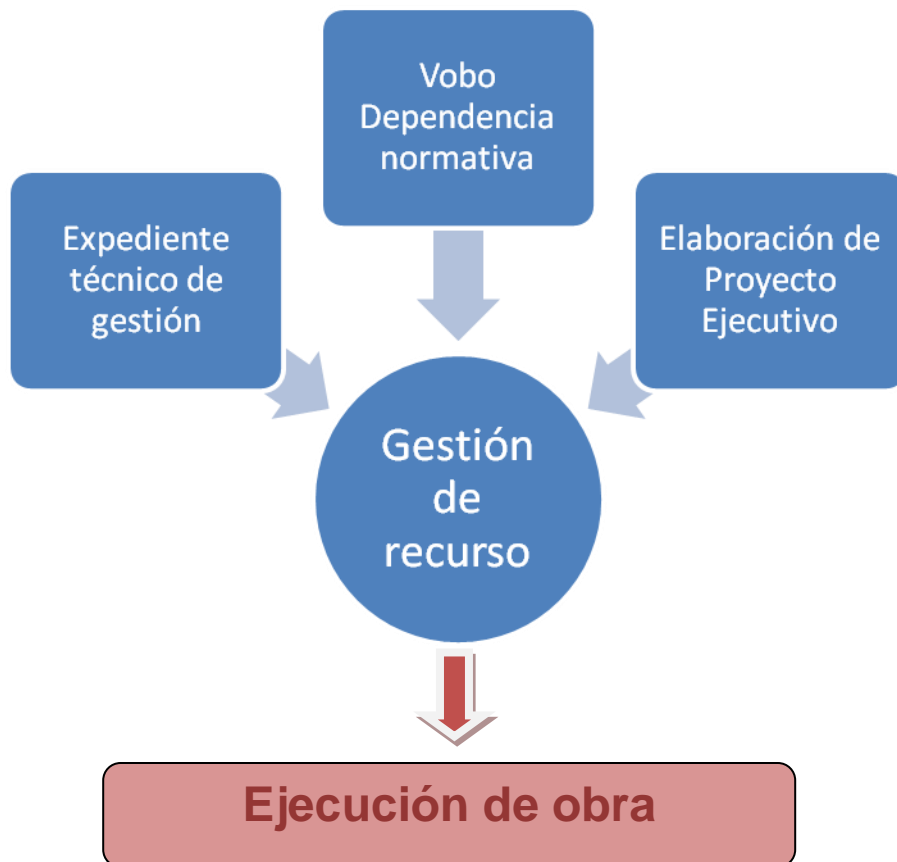 Vobo
Dependencia
normativa
Expediente
técnico de
gestión
Elaboración de
Proyecto
Ejecutivo
Gestión
de
recurso
Ejecución de obra